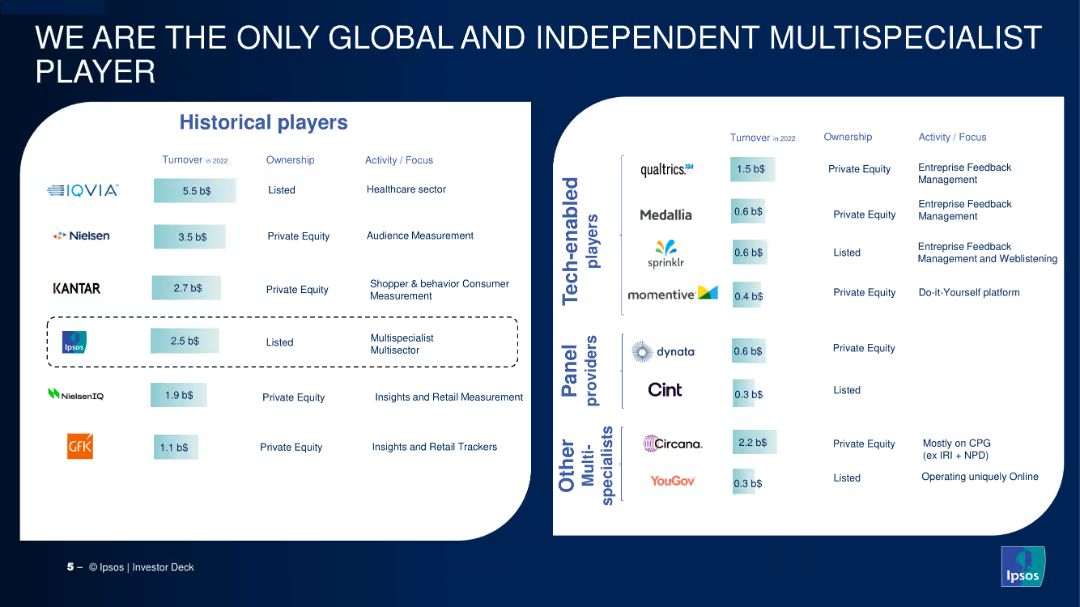 WE ARE THE ONLY GLOBAL AND INDEPENDENT MULTISPECIALIST
PLAYER
Historical players
Turnover in 2022 Ownership Activity / Focus
IQVIA 5.5 b$ Listed Healthcare sector
Nielsen 3.5 b$ Private Equity Audience Measurement
KANTAR 2.7 b$ Private Equity Shopper & behavior Consumer
Measurement
Ipsos 2.5 b$ Listed Multispecialist
Multisector
NielsenIQ 1.9 b$ Private Equity Insights and Retail Measurement
GfK 1.1 b$ Private Equity Insights and Retail Trackers
Turnover in 2022 Ownership Activity / Focus
Tech-enabled
players
qualtrics.XM 1.5 b$ Private Equity Entreprise Feedback
Management
Medallia 0.6 b$ Private Equity Entreprise Feedback
Management
sprinklr 0.6 b$ Listed Entreprise Feedback
Management and Weblistening
momentive 0.4 b$ Private Equity Do-it-Yourself platform
Panel
providers
dynata 0.6 b$ Private Equity
Cint 0.3 b$ Listed
Other
Multi-
specialists
Circana. 2.2 b$ Private Equity Mostly on CPG
(ex IRI + NPD)
YouGov 0.3 b$ Listed Operating uniquely Online
5 – © Ipsos | Investor Deck
Ipsos